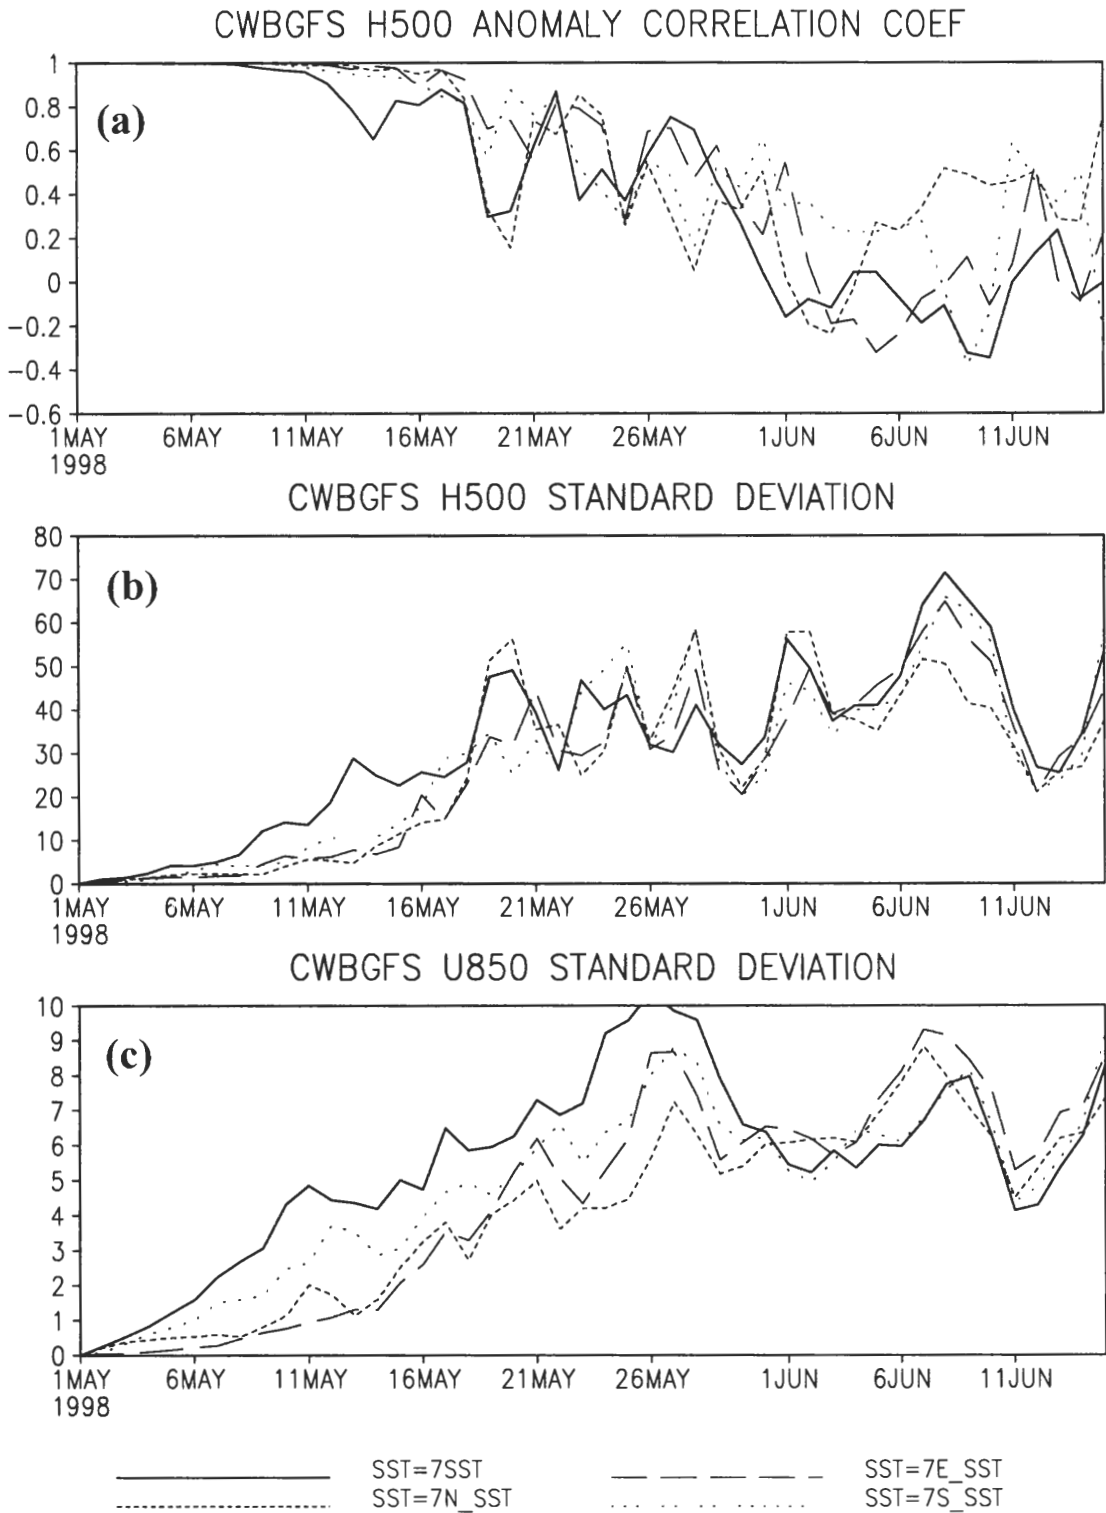 CWBGFS H500 ANOMALY CORRELATION COEF
(a)
1
0.8
0.6
0.4
0.2
0
−0.2
−0.4
−0.6
1MAY 6MAY 11MAY 16MAY 21MAY 26MAY 1JUN 6JUN 11JUN
1998
CWBGFS H500 STANDARD DEVIATION
(b)
80
70
60
50
40
30
20
10
0
1MAY 6MAY 11MAY 16MAY 21MAY 26MAY 1JUN 6JUN 11JUN
1998
CWBGFS U850 STANDARD DEVIATION
(c)
10
9
8
7
6
5
4
3
2
1
0
1MAY 6MAY 11MAY 16MAY 21MAY 26MAY 1JUN 6JUN 11JUN
1998
SST=7SST SST=7E_SST
SST=7N_SST SST=7S_SST